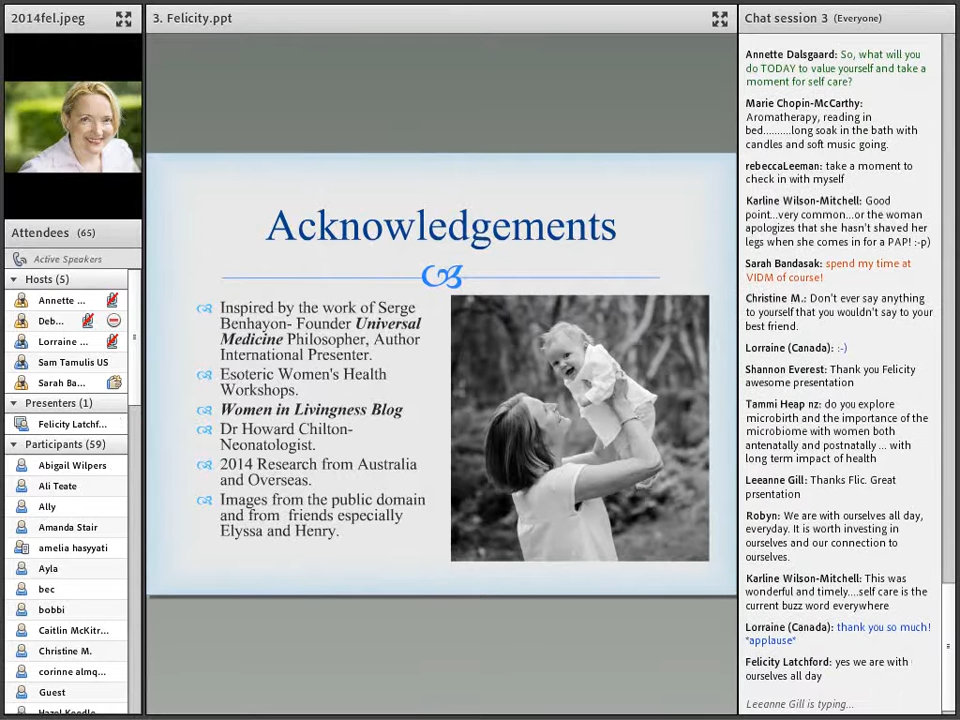 2014fel.jpeg
Attendees (65)
Active Speakers
Hosts (5)
Annette ...
Deb...
Lorraine ...
Sam Tamulis US
Sarah Ba...
Presenters (1)
Felicity Latchf...
Participants (59)
Abigail Wilpers
Ali Teate
Ally
Amanda Stair
amelia hasyyati
Ayla
bec
bobbi
Caitlin McKitr...
Christine M.
corinne almq...
Guest
3. Felicity.ppt
Acknowledgements
Inspired by the work of Serge
Benhayon- Founder Universal
Medicine Philosopher, Author
International Presenter.
Esoteric Women's Health
Workshops.
Women in Livingness Blog
Dr Howard Chilton-
Neonatologist.
2014 Research from Australia
and Overseas.
Images from the public domain
and from friends especially
Elyssa and Henry.
Chat session 3 (Everyone)
Annette Dalsgaard: So, what will you
do TODAY to value yourself and take a
moment for self care?
Marie Chopin-McCarthy:
Aromatherapy, reading in
bed..........long soak in the bath with
candles and soft music going.
rebeccaLeeman: take a moment to
check in with myself
Karline Wilson-Mitchell: Good
point...very common...or the woman
apologizes that she hasn't shaved her
legs when she comes in for a PAP! :-p)
Sarah Bandasak: spend my time at
VIDM of course!
Christine M.: Don't ever say anything
to yourself that you wouldn't say to your
best friend.
Lorraine (Canada): :-)
Shannon Everest: Thank you Felicity
awesome presentation
Tammi Heap nz: do you explore
microbirth and the importance of the
microbiome with women both
antenatally and postnatally ... with
long term impact of health
Leeanne Gill: Thanks Flic. Great
prsentation
Robyn: We are with ourselves all day,
everyday. It is worth investing in
ourselves and our connection to
ourselves.
Karline Wilson-Mitchell: This was
wonderful and timely....self care is the
current buzz word everywhere
Lorraine (Canada): thank you so much!
*applause*
Felicity Latchford: yes we are with
ourselves all day
Leeanne Gill is typing...